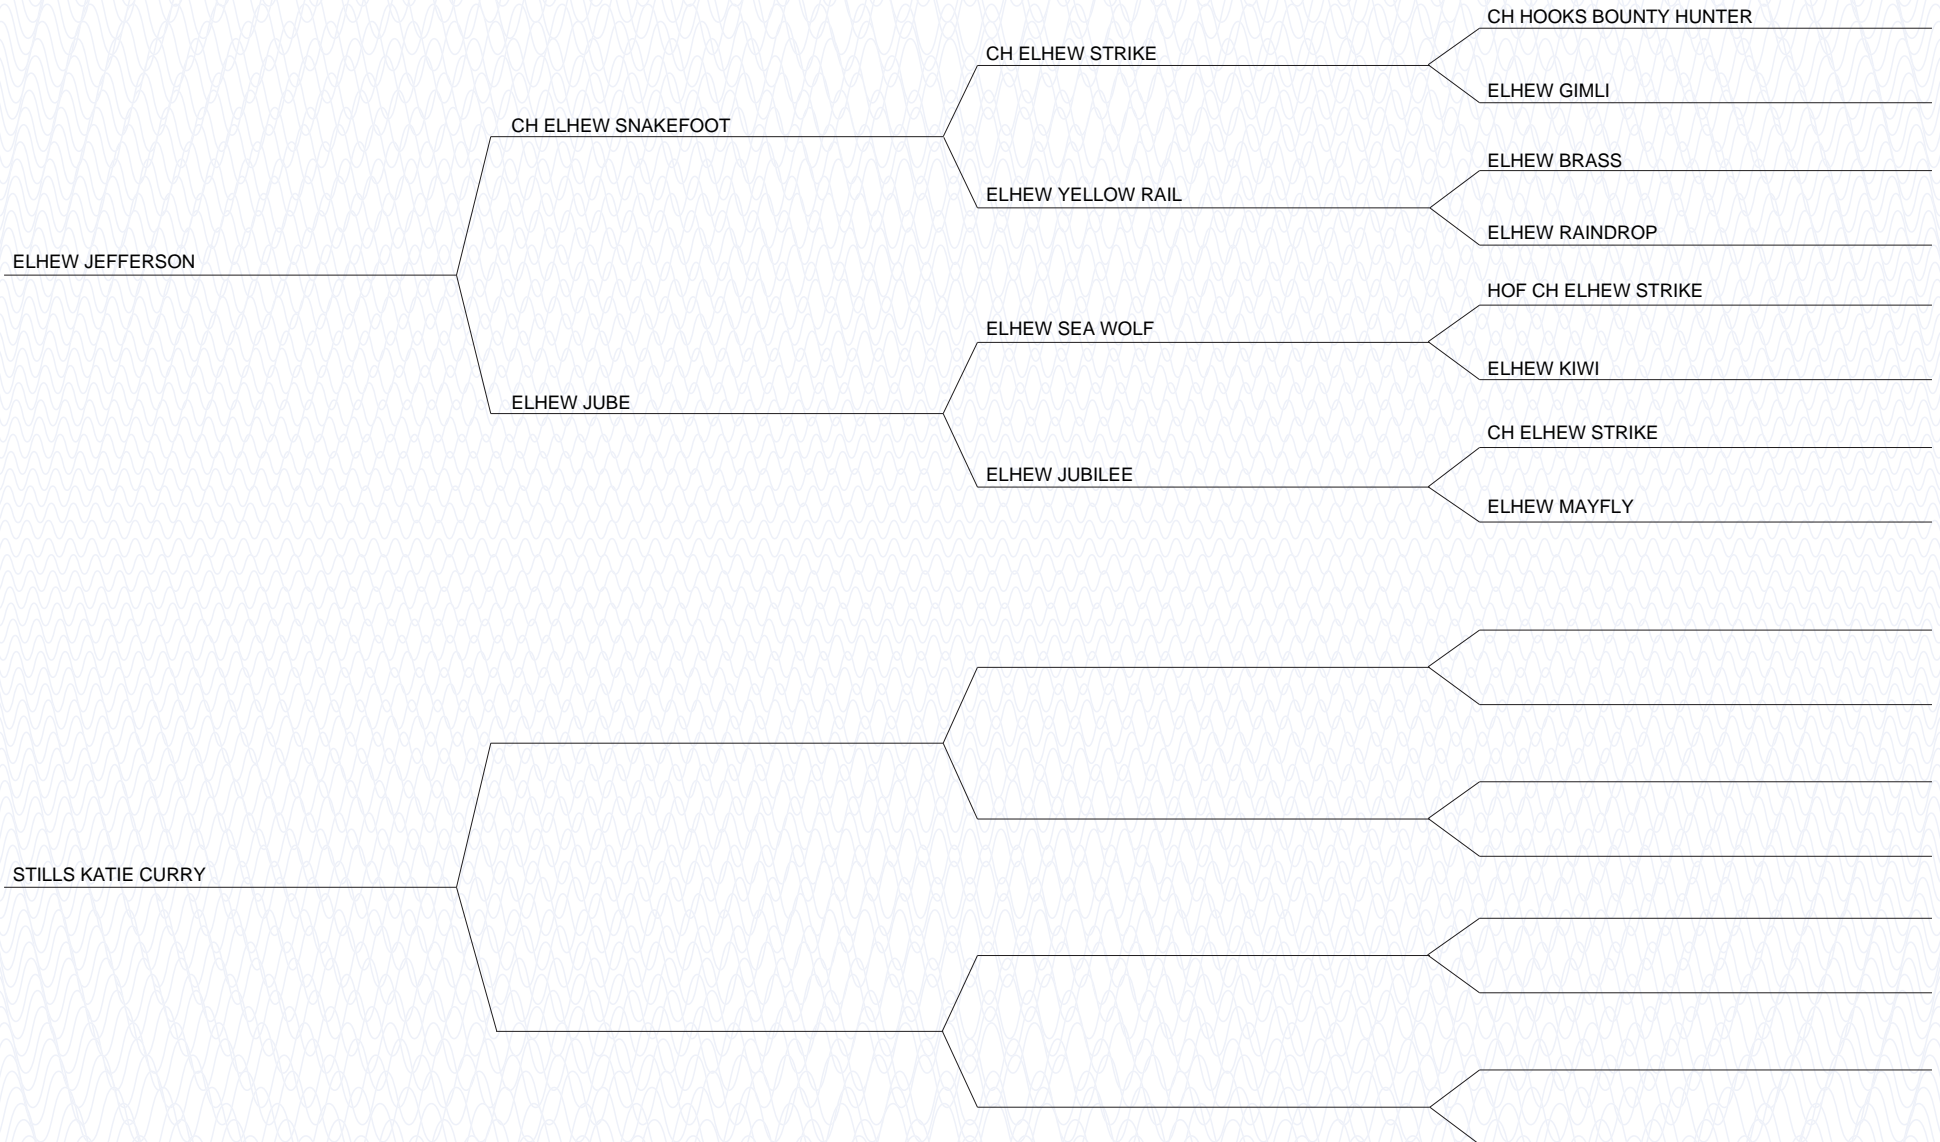 CH HOOKS BOUNTY HUNTER
CH ELHEW STRIKE
ELHEW GIMLI
CH ELHEW SNAKEFOOT
ELHEW BRASS
ELHEW YELLOW RAIL
ELHEW RAINDROP
ELHEW JEFFERSON
HOF CH ELHEW STRIKE
ELHEW SEA WOLF
ELHEW KIWI
ELHEW JUBE
CH ELHEW STRIKE
ELHEW JUBILEE
ELHEW MAYFLY
STILLS KATIE CURRY